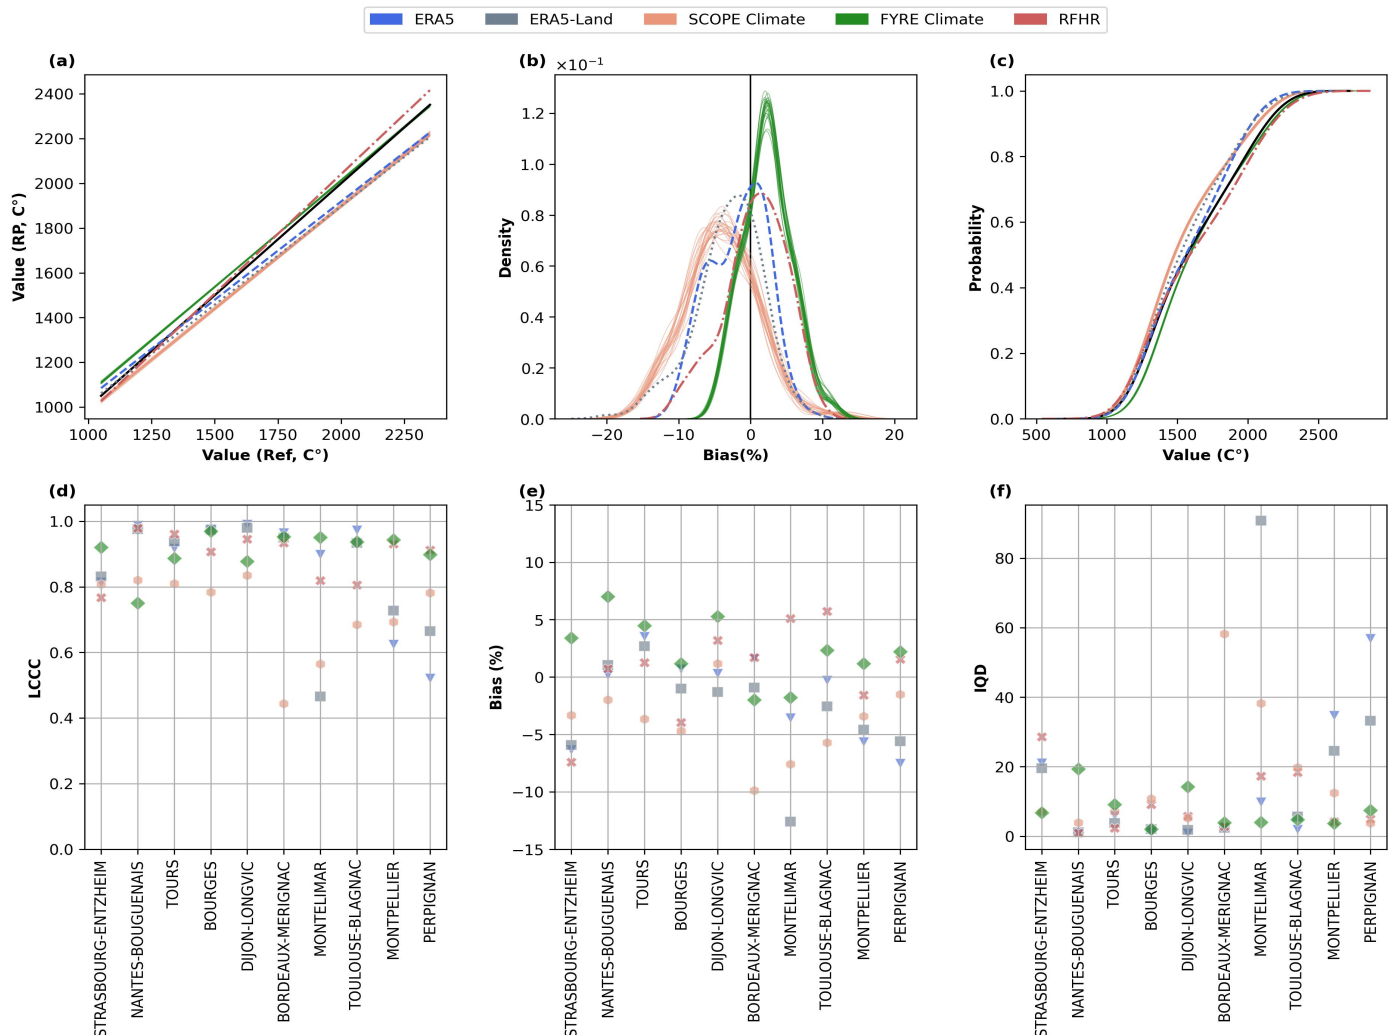 ERA5 ERA5-Land SCOPE Climate FYRE Climate RFHR
(a)
2400
2200
2000
1800
1600
1400
1200
1000
Value (RP, C°)
1000 1250 1500 1750 2000 2250
Value (Ref, C°)
(b) ×10⁻¹
1.2
1.0
0.8
0.6
0.4
0.2
0.0
Density
−20 −10 0 10 20
Bias(%)
(c)
1.0
0.8
0.6
0.4
0.2
0.0
Probability
500 1000 1500 2000 2500
Value (C°)
(d)
1.0
0.8
0.6
0.4
0.2
0.0
LCCC
STRASBOURG-ENTZHEIM
NANTES-BOUGUENAIS
TOURS
BOURGES
DIJON-LONGVIC
BORDEAUX-MERIGNAC
MONTELIMAR
TOULOUSE-BLAGNAC
MONTPELLIER
PERPIGNAN
(e)
15
10
5
0
−5
−10
−15
Bias (%)
STRASBOURG-ENTZHEIM
NANTES-BOUGUENAIS
TOURS
BOURGES
DIJON-LONGVIC
BORDEAUX-MERIGNAC
MONTELIMAR
TOULOUSE-BLAGNAC
MONTPELLIER
PERPIGNAN
(f)
80
60
40
20
0
IQD
STRASBOURG-ENTZHEIM
NANTES-BOUGUENAIS
TOURS
BOURGES
DIJON-LONGVIC
BORDEAUX-MERIGNAC
MONTELIMAR
TOULOUSE-BLAGNAC
MONTPELLIER
PERPIGNAN